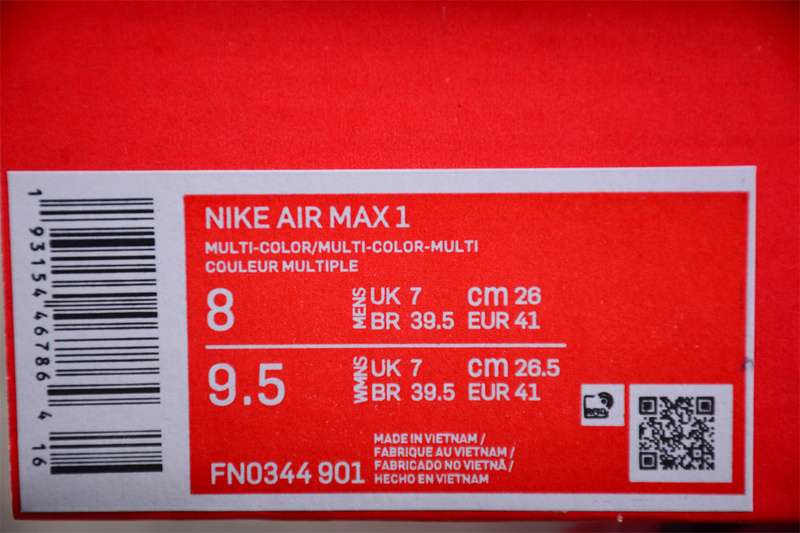 NIKE AIR MAX 1
MULTI-COLOR/MULTI-COLOR-MULTI
COULEUR MULTIPLE
8 MENS UK 7 cm 26
BR 39.5 EUR 41
9.5 WMNS UK 7 cm 26.5
BR 39.5 EUR 41
MADE IN VIETNAM /
FABRIQUE AU VIETNAM /
FABRICADO NO VIETNÃ /
HECHO EN VIETNAM
FN0344 901
1 93154 46786 4 16